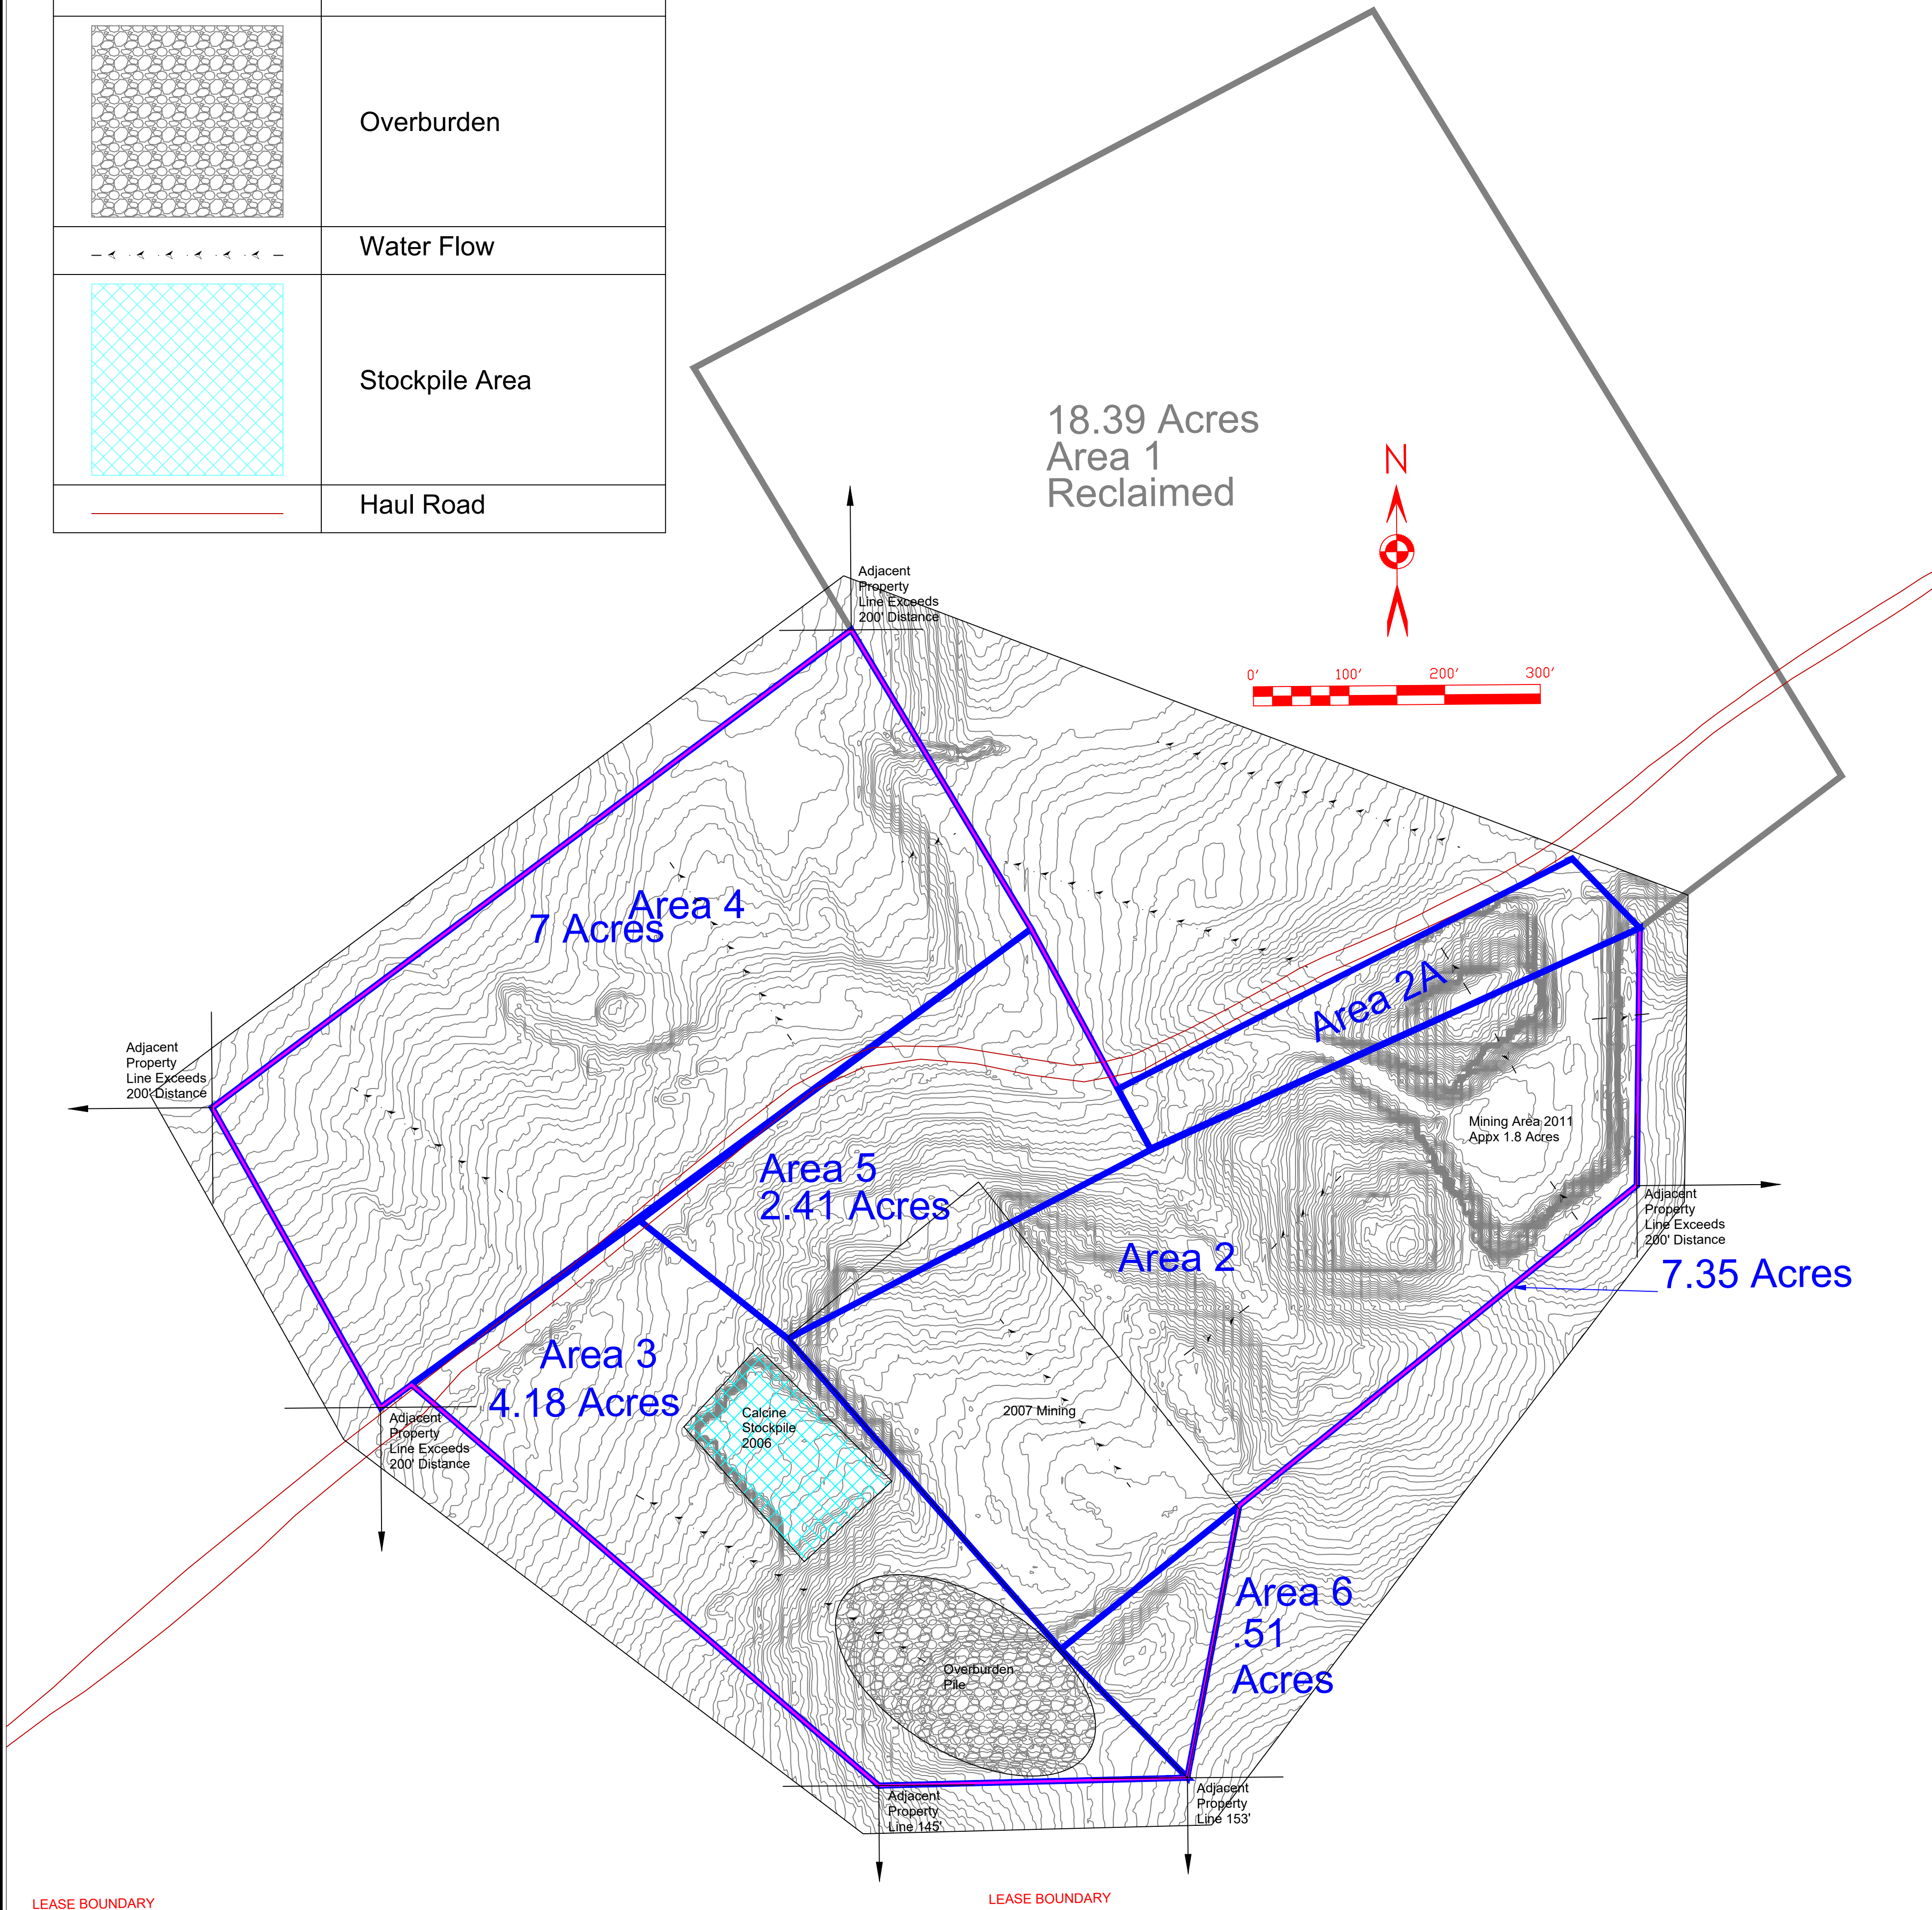 Overburden
Water Flow
Stockpile Area
Haul Road
18.39 Acres
Area 1
Reclaimed
N
0' 100' 200' 300'
Adjacent
Property
Line Exceeds
200' Distance
Area 4
7 Acres
Area 2A
Adjacent
Property
Line Exceeds
200' Distance
Mining Area 2011
Appx 1.8 Acres
Area 5
2.41 Acres
Area 2
Adjacent
Property
Line Exceeds
200' Distance
7.35 Acres
Area 3
4.18 Acres
Calcine
Stockpile
2006
2007 Mining
Adjacent
Property
Line Exceeds
200' Distance
Area 6
.51
Acres
Overburden
Pile
Adjacent
Property
Line 145'
Adjacent
Property
Line 153'
LEASE BOUNDARY
LEASE BOUNDARY